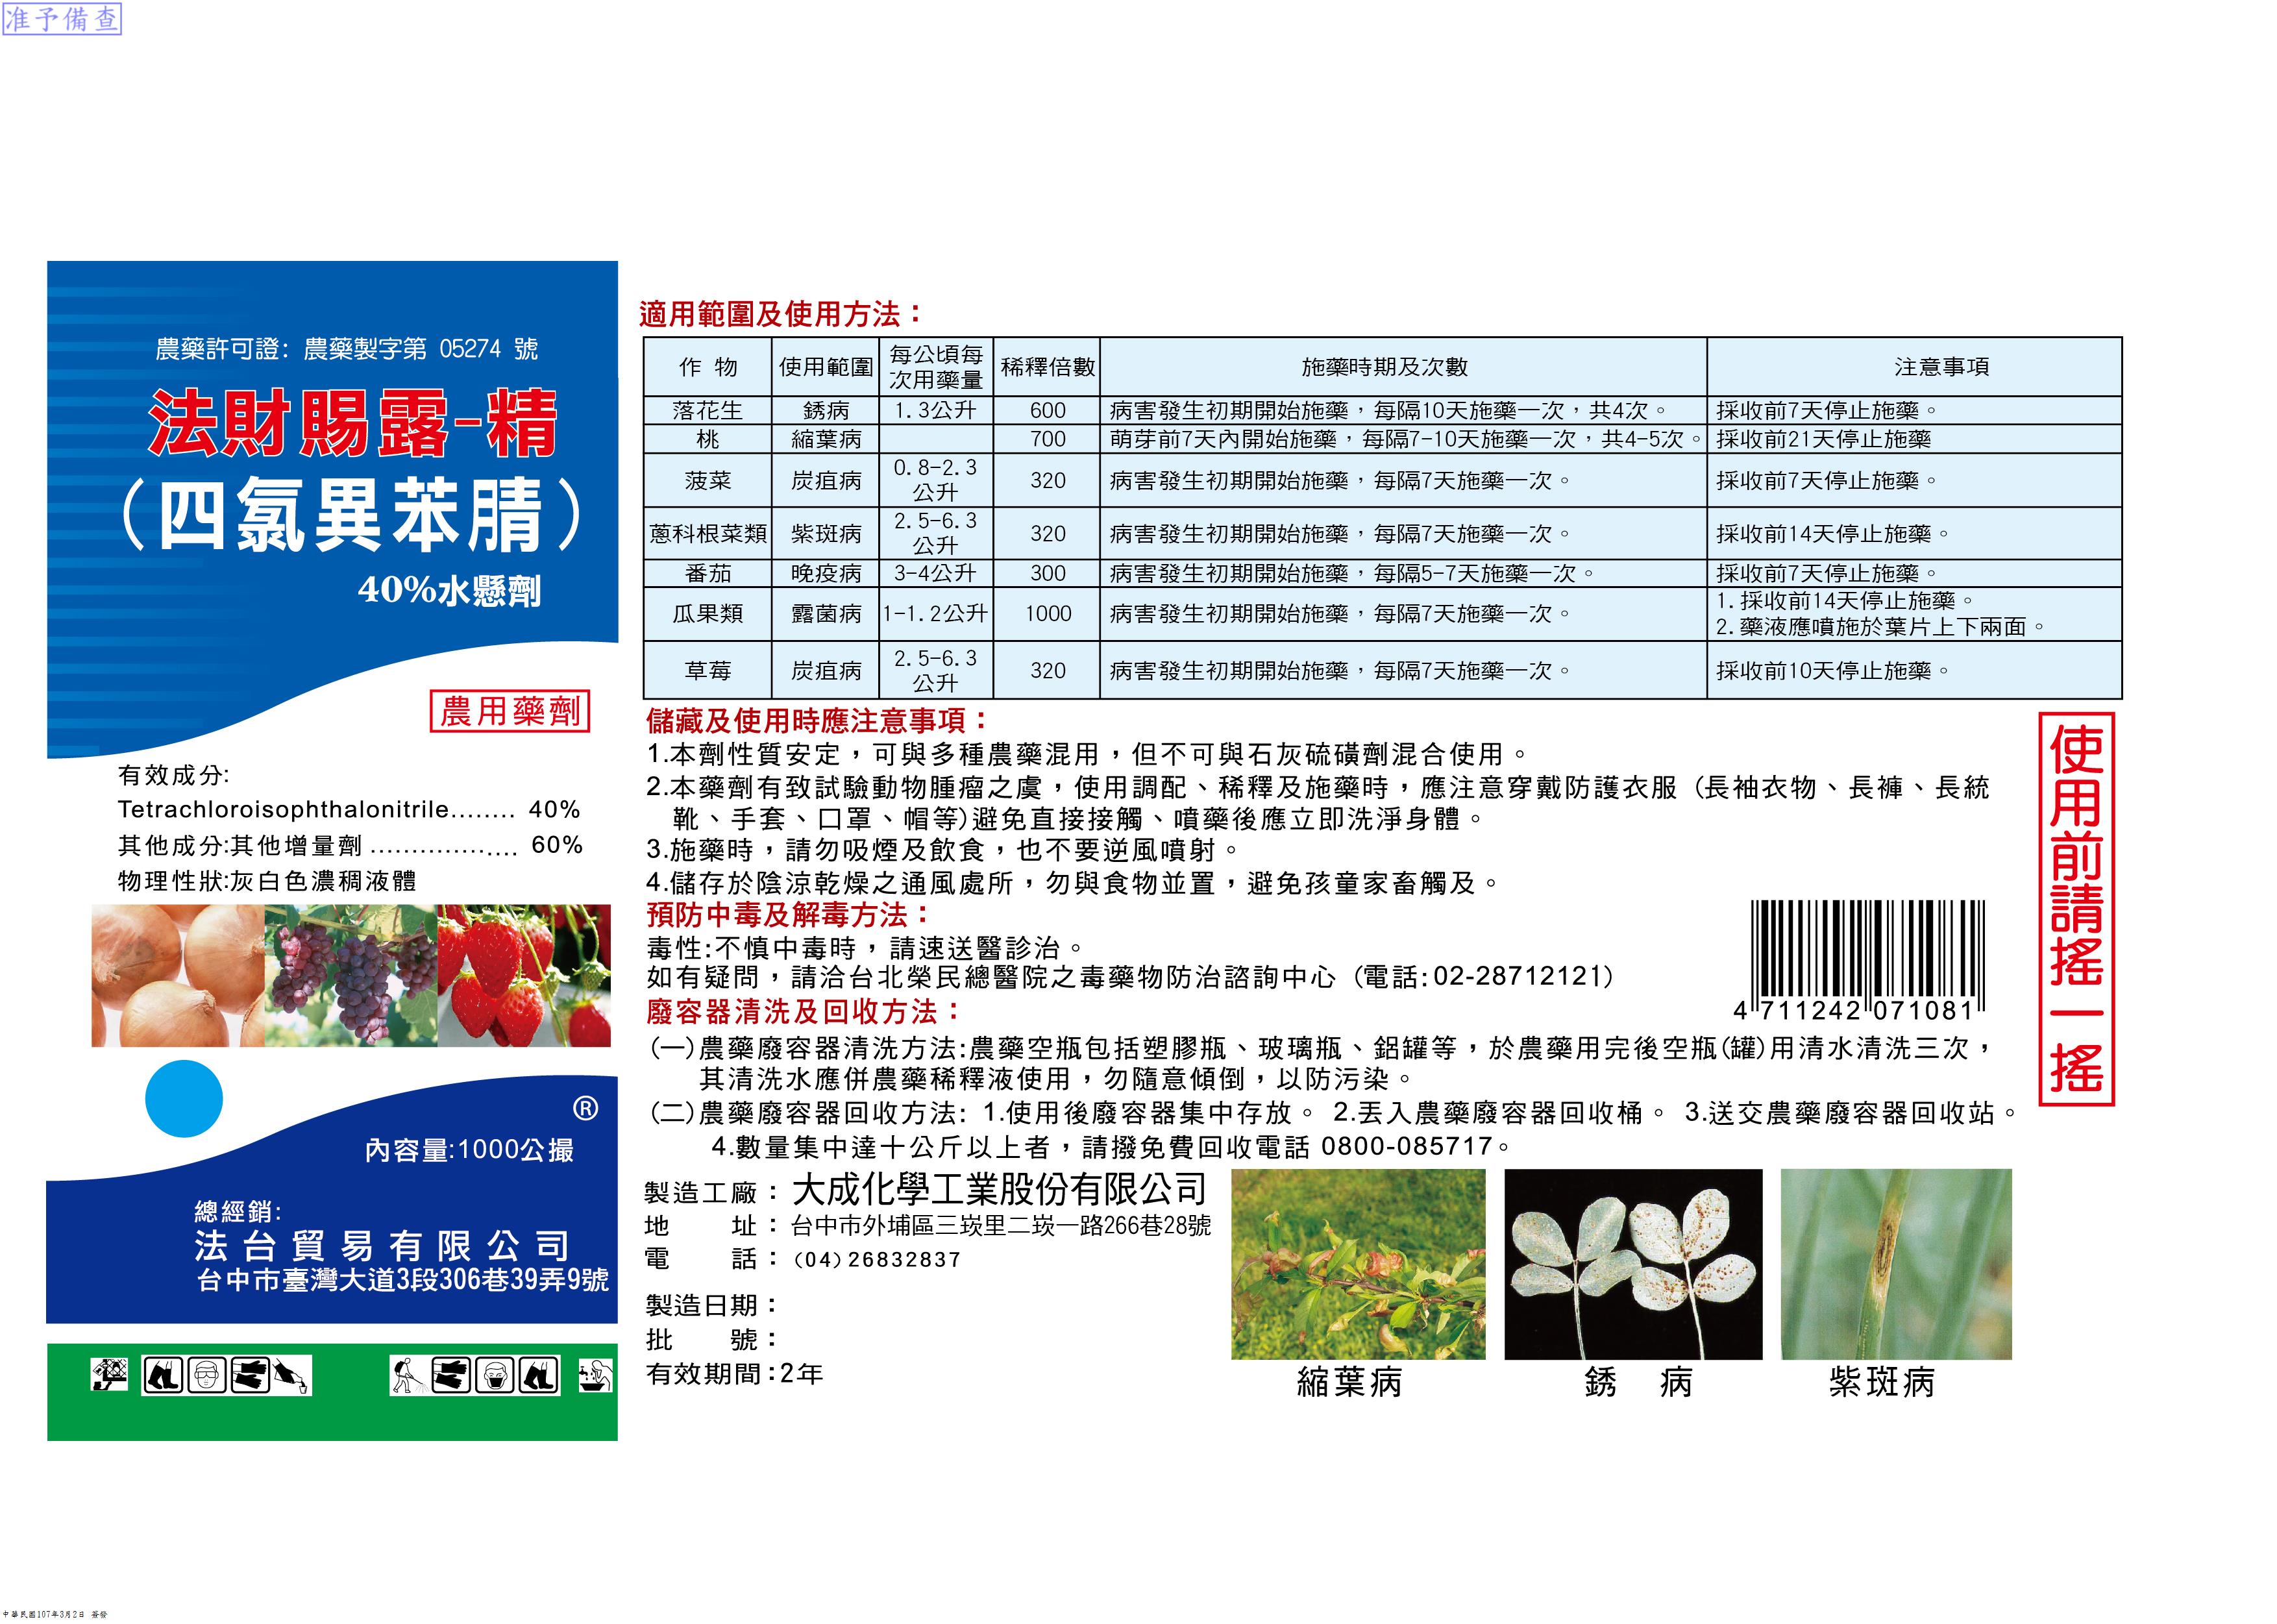 准予備查
農藥許可證: 農藥製字第 05274 號
法財賜露-精
(四氯異苯腈)
40%水懸劑
農用藥劑
有效成分:
Tetrachloroisophthalonitrile........ 40%
其他成分:其他增量劑 .................. 60%
物理性狀:灰白色濃稠液體
®
內容量:1000公撮
總經銷:
法台貿易有限公司
台中市臺灣大道3段306巷39弄9號
適用範圍及使用方法：
作 物 使用範圍 每公頃每次用藥量 稀釋倍數 施藥時期及次數 注意事項
落花生 銹病 1.3公升 600 病害發生初期開始施藥，每隔10天施藥一次，共4次。 採收前7天停止施藥。
桃 縮葉病 700 萌芽前7天內開始施藥，每隔7-10天施藥一次，共4-5次。 採收前21天停止施藥
菠菜 炭疽病 0.8-2.3公升 320 病害發生初期開始施藥，每隔7天施藥一次。 採收前7天停止施藥。
蔥科根菜類 紫斑病 2.5-6.3公升 320 病害發生初期開始施藥，每隔7天施藥一次。 採收前14天停止施藥。
番茄 晚疫病 3-4公升 300 病害發生初期開始施藥，每隔5-7天施藥一次。 採收前7天停止施藥。
瓜果類 露菌病 1-1.2公升 1000 病害發生初期開始施藥，每隔7天施藥一次。 1.採收前14天停止施藥。
2.藥液應噴施於葉片上下兩面。
草莓 炭疽病 2.5-6.3公升 320 病害發生初期開始施藥，每隔7天施藥一次。 採收前10天停止施藥。
儲藏及使用時應注意事項：
1.本劑性質安定，可與多種農藥混用，但不可與石灰硫磺劑混合使用。
2.本藥劑有致試驗動物腫瘤之虞，使用調配、稀釋及施藥時，應注意穿戴防護衣服 (長袖衣物、長褲、長統
靴、手套、口罩、帽等)避免直接接觸、噴藥後應立即洗淨身體。
3.施藥時，請勿吸煙及飲食，也不要逆風噴射。
4.儲存於陰涼乾燥之通風處所，勿與食物並置，避免孩童家畜觸及。
預防中毒及解毒方法：
毒性:不慎中毒時，請速送醫診治。
如有疑問，請洽台北榮民總醫院之毒藥物防治諮詢中心 (電話:02-28712121)
廢容器清洗及回收方法：
(一)農藥廢容器清洗方法:農藥空瓶包括塑膠瓶、玻璃瓶、鋁罐等，於農藥用完後空瓶(罐)用清水清洗三次，
其清洗水應併農藥稀釋液使用，勿隨意傾倒，以防污染。
(二)農藥廢容器回收方法: 1.使用後廢容器集中存放。 2.丟入農藥廢容器回收桶。 3.送交農藥廢容器回收站。
4.數量集中達十公斤以上者，請撥免費回收電話 0800-085717。
4 711242 071081
使用前請搖一搖
製造工廠：大成化學工業股份有限公司
地 址：台中市外埔區三崁里二崁一路266巷28號
電 話：(04)26832837
製造日期：
批 號：
有效期間:2年
縮葉病
銹 病
紫斑病
中華民國107年3月2日 簽發